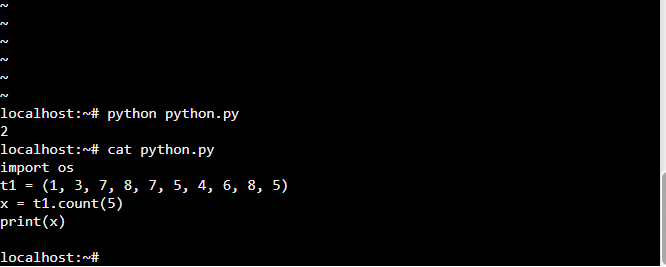 ~
~
~
~
~
~
localhost:~# python python.py
2
localhost:~# cat python.py
import os
t1 = (1, 3, 7, 8, 7, 5, 4, 6, 8, 5)
x = t1.count(5)
print(x)

localhost:~#